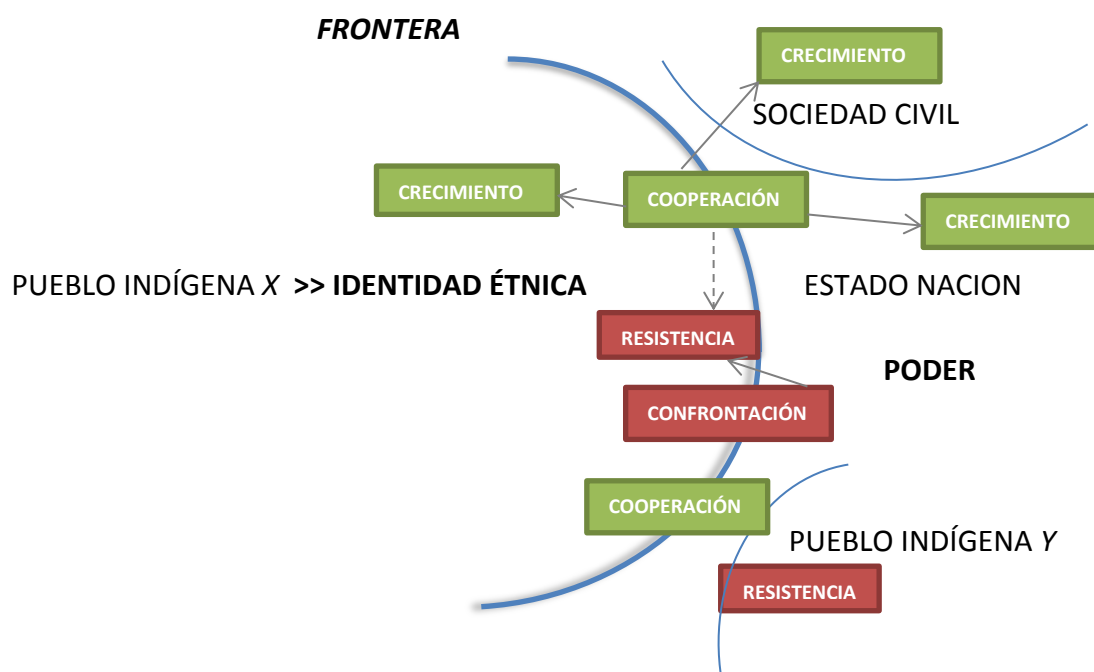 FRONTERA
CRECIMIENTO
SOCIEDAD CIVIL
CRECIMIENTO
COOPERACIÓN
CRECIMIENTO
PUEBLO INDÍGENA X >> IDENTIDAD ÉTNICA
ESTADO NACION
RESISTENCIA
PODER
CONFRONTACIÓN
COOPERACIÓN
PUEBLO INDÍGENA Y
RESISTENCIA